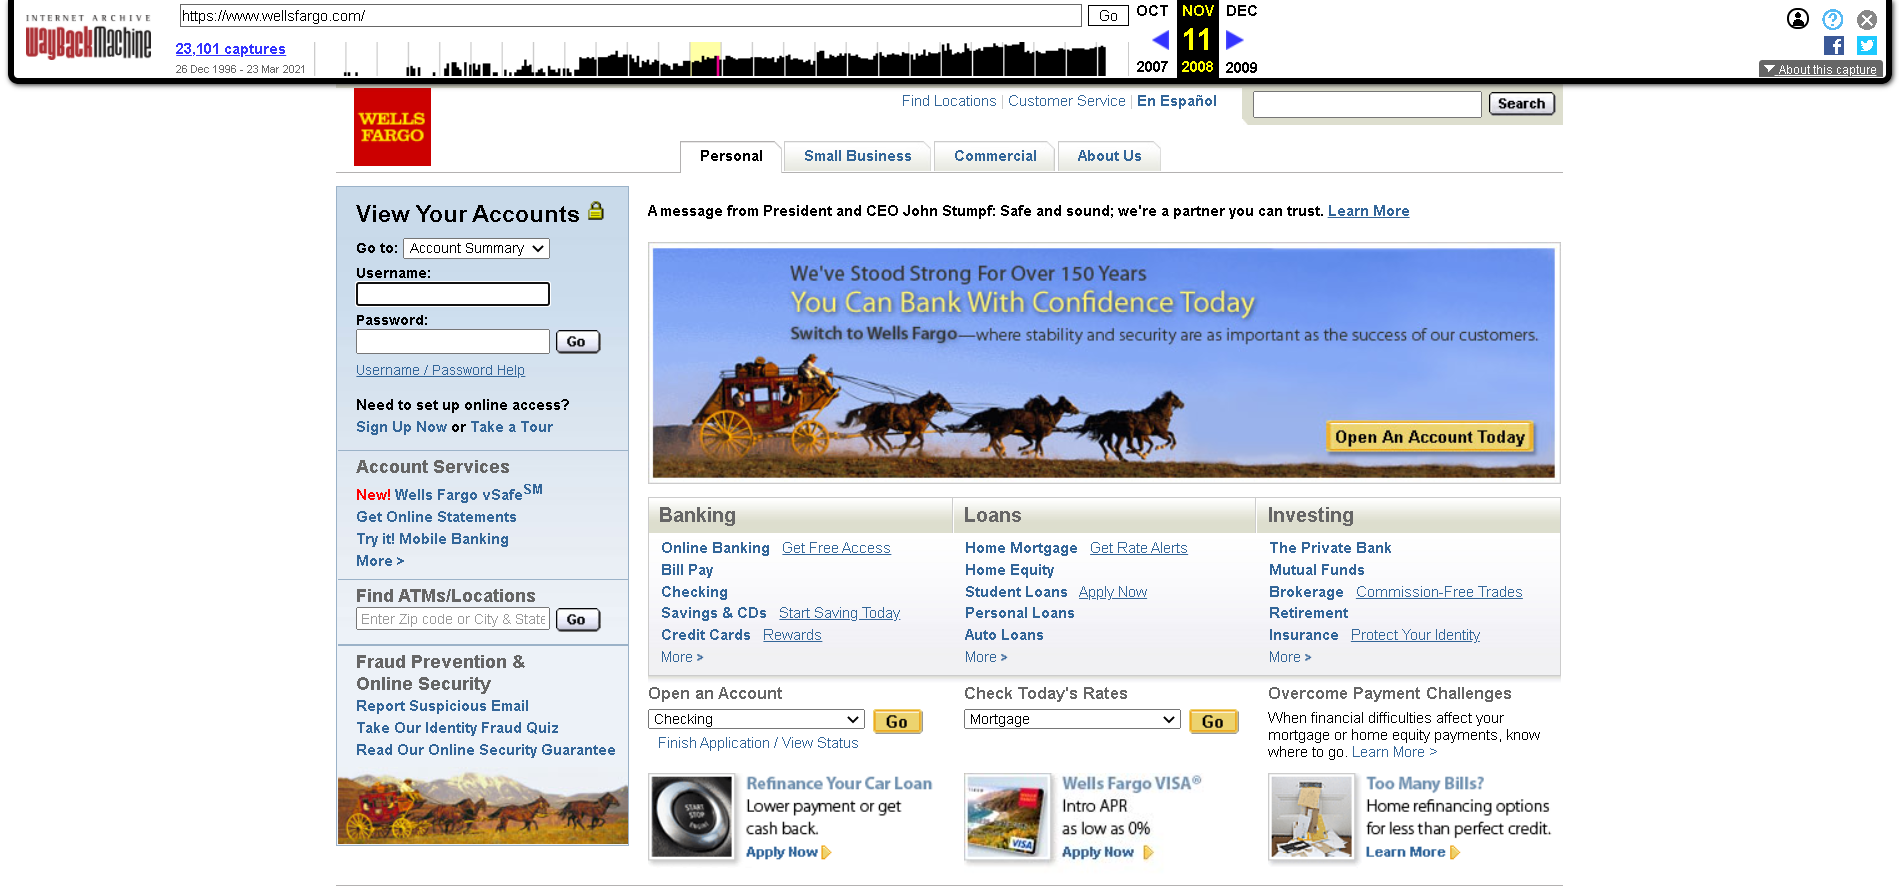 INTERNET ARCHIVE
WayBackMachine
https://www.wellsfargo.com/
Go
23,101 captures
26 Dec 1996 - 23 Mar 2021
OCT NOV DEC
11
2007 2008 2009
About this capture
WELLS
FARGO
Find Locations | Customer Service | En Español
Search
Personal
Small Business
Commercial
About Us
View Your Accounts
Go to: Account Summary
Username:
Password:
Go
Username / Password Help
Need to set up online access?
Sign Up Now or Take a Tour
Account Services
New! Wells Fargo vSafeSM
Get Online Statements
Try it! Mobile Banking
More >
Find ATMs/Locations
Enter Zip code or City & State
Go
Fraud Prevention &
Online Security
Report Suspicious Email
Take Our Identity Fraud Quiz
Read Our Online Security Guarantee
A message from President and CEO John Stumpf: Safe and sound; we're a partner you can trust. Learn More
We've Stood Strong For Over 150 Years
You Can Bank With Confidence Today
Switch to Wells Fargo—where stability and security are as important as the success of our customers.
Open An Account Today
Banking
Online Banking Get Free Access
Bill Pay
Checking
Savings & CDs Start Saving Today
Credit Cards Rewards
More >
Loans
Home Mortgage Get Rate Alerts
Home Equity
Student Loans Apply Now
Personal Loans
Auto Loans
More >
Investing
The Private Bank
Mutual Funds
Brokerage Commission-Free Trades
Retirement
Insurance Protect Your Identity
More >
Open an Account
Checking
Go
Finish Application / View Status
Check Today's Rates
Mortgage
Go
Overcome Payment Challenges
When financial difficulties affect your
mortgage or home equity payments, know
where to go. Learn More >
START
STOP
ENGINE
Refinance Your Car Loan
Lower payment or get
cash back.
Apply Now
VISA
Wells Fargo VISA®
Intro APR
as low as 0%
Apply Now
Too Many Bills?
Home refinancing options
for less than perfect credit.
Learn More